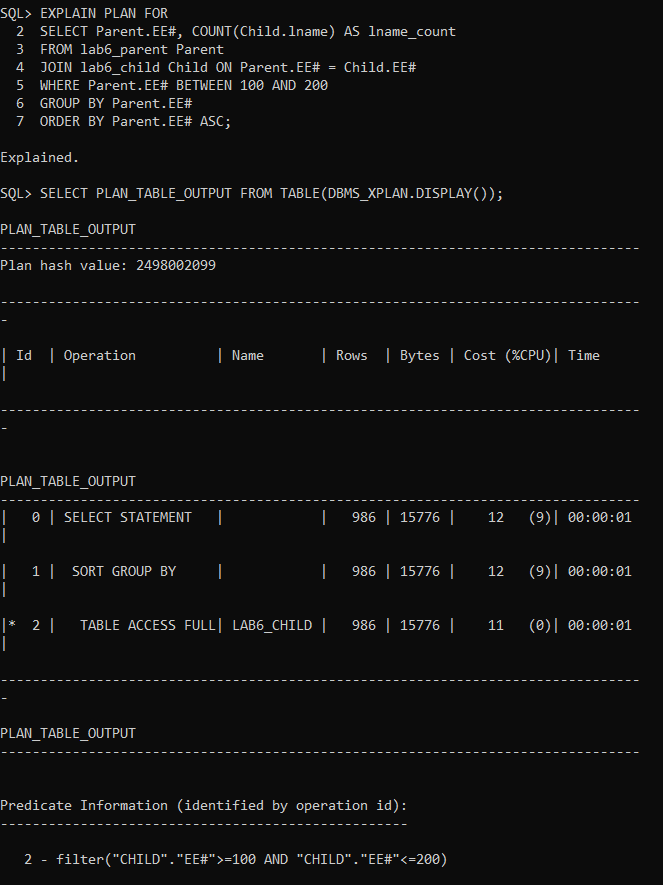 SQL> EXPLAIN PLAN FOR
  2  SELECT Parent.EE#, COUNT(Child.lname) AS lname_count
  3  FROM lab6_parent Parent
  4  JOIN lab6_child Child ON Parent.EE# = Child.EE#
  5  WHERE Parent.EE# BETWEEN 100 AND 200
  6  GROUP BY Parent.EE#
  7  ORDER BY Parent.EE# ASC;

Explained.

SQL> SELECT PLAN_TABLE_OUTPUT FROM TABLE(DBMS_XPLAN.DISPLAY());

PLAN_TABLE_OUTPUT
--------------------------------------------------------------------------------
Plan hash value: 2498002099

--------------------------------------------------------------------------------
-

| Id  | Operation          | Name       | Rows  | Bytes | Cost (%CPU)| Time
|

--------------------------------------------------------------------------------
-


PLAN_TABLE_OUTPUT
--------------------------------------------------------------------------------
|   0 | SELECT STATEMENT   |            |   986 | 15776 |    12   (9)| 00:00:01
|

|   1 |  SORT GROUP BY     |            |   986 | 15776 |    12   (9)| 00:00:01
|

|*  2 |   TABLE ACCESS FULL| LAB6_CHILD |   986 | 15776 |    11   (0)| 00:00:01
|

--------------------------------------------------------------------------------
-

PLAN_TABLE_OUTPUT
--------------------------------------------------------------------------------


Predicate Information (identified by operation id):
---------------------------------------------------

   2 - filter("CHILD"."EE#">=100 AND "CHILD"."EE#"<=200)